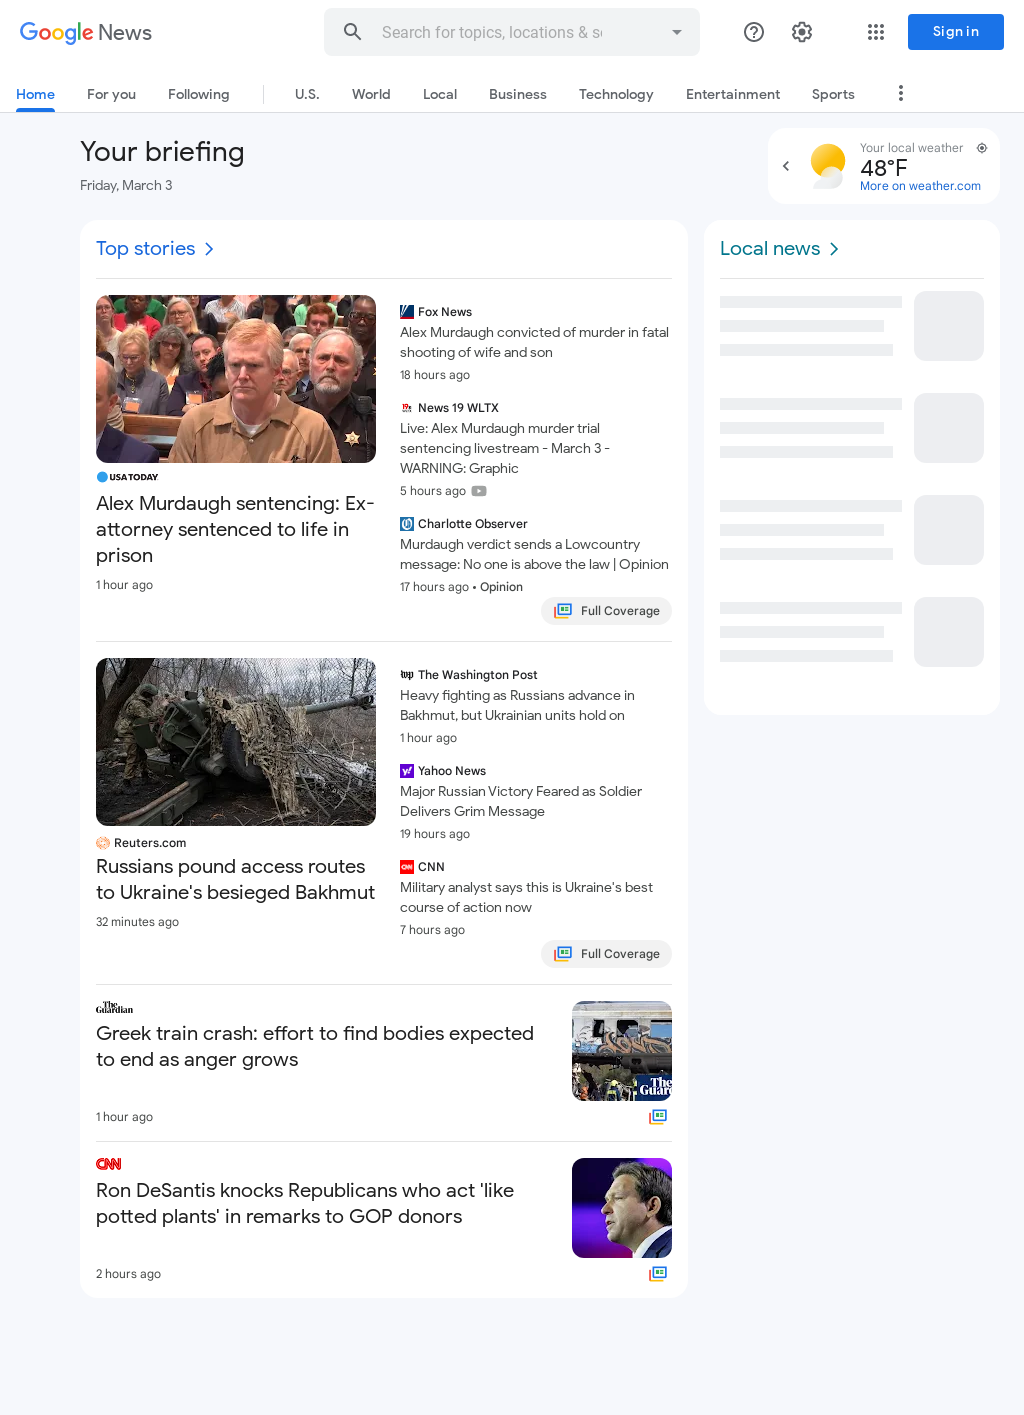 Google News
Search for topics, locations & so
Sign in
Home
For you
Following
U.S.
World
Local
Business
Technology
Entertainment
Sports
Your briefing
Friday, March 3
Your local weather
48°F
More on weather.com
Top stories
USA TODAY
Alex Murdaugh sentencing: Ex-
attorney sentenced to life in
prison
1 hour ago
Fox News
Alex Murdaugh convicted of murder in fatal
shooting of wife and son
18 hours ago
News 19 WLTX
Live: Alex Murdaugh murder trial
sentencing livestream - March 3 -
WARNING: Graphic
5 hours ago
Charlotte Observer
Murdaugh verdict sends a Lowcountry
message: No one is above the law | Opinion
17 hours ago • Opinion
Full Coverage
Reuters.com
Russians pound access routes
to Ukraine's besieged Bakhmut
32 minutes ago
The Washington Post
Heavy fighting as Russians advance in
Bakhmut, but Ukrainian units hold on
1 hour ago
Yahoo News
Major Russian Victory Feared as Soldier
Delivers Grim Message
19 hours ago
CNN
Military analyst says this is Ukraine's best
course of action now
7 hours ago
Full Coverage
The
Guardian
Greek train crash: effort to find bodies expected
to end as anger grows
1 hour ago
The
Guard
CNN
Ron DeSantis knocks Republicans who act 'like
potted plants' in remarks to GOP donors
2 hours ago
Local news